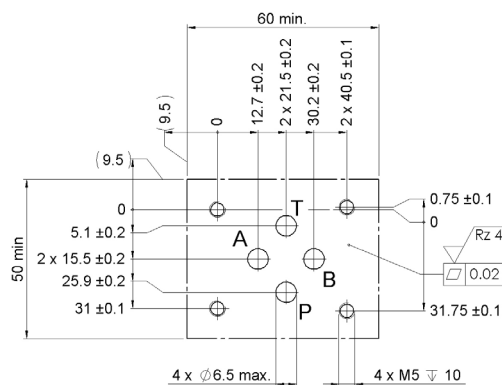 60 min.
(9.5)
0
12.7 ±0.2
2 x 21.5 ±0.2
30.2 ±0.2
2 x 40.5 ±0.1
(9.5)
0
5.1 ±0.2
2 x 15.5 ±0.2
25.9 ±0.2
31 ±0.1
50 min
T
A
B
P
0.75 ±0.1
0
Rz 4
0.02
31.75 ±0.1
4 x ∅6.5 max.
4 x M5 ↧ 10